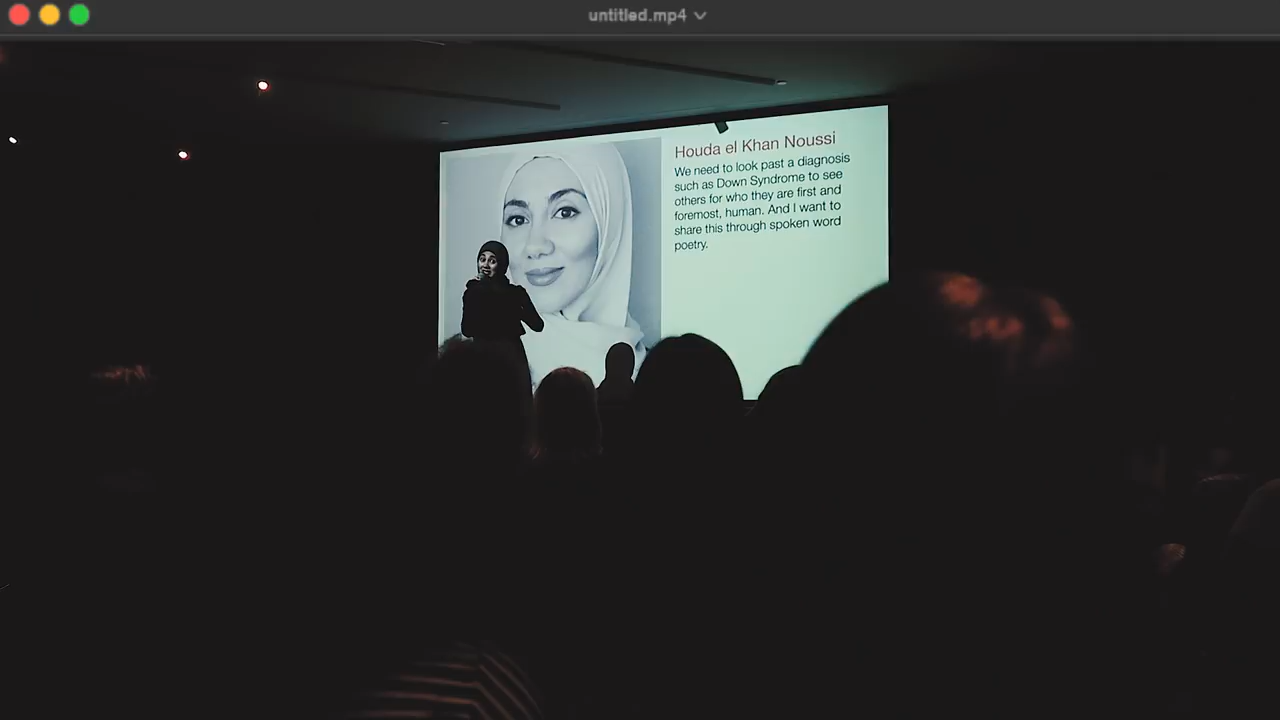 untitled.mp4
Houda el Khan Noussi
We need to look past a diagnosis
such as Down Syndrome to see
others for who they are first and
foremost, human. And I want to
share this through spoken word
poetry.